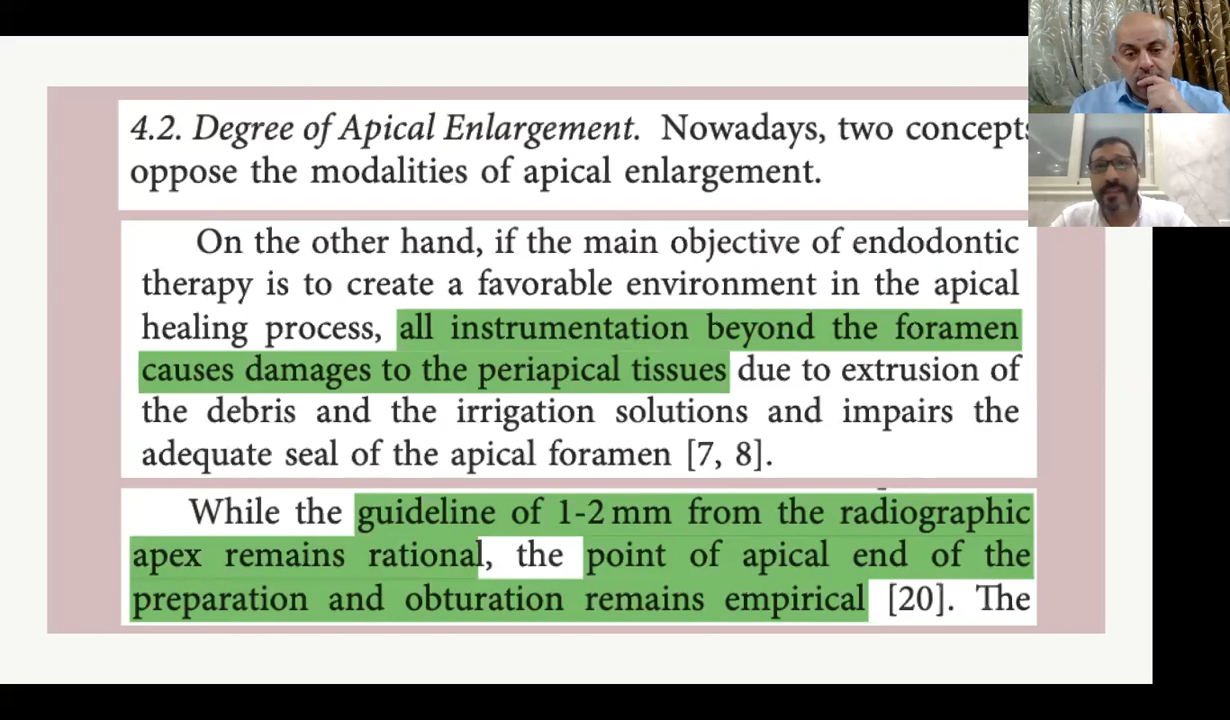 4.2. Degree of Apical Enlargement. Nowadays, two concepts
oppose the modalities of apical enlargement.
On the other hand, if the main objective of endodontic
therapy is to create a favorable environment in the apical
healing process, all instrumentation beyond the foramen
causes damages to the periapical tissues due to extrusion of
the debris and the irrigation solutions and impairs the
adequate seal of the apical foramen [7, 8].
While the guideline of 1-2 mm from the radiographic
apex remains rational, the point of apical end of the
preparation and obturation remains empirical [20]. The